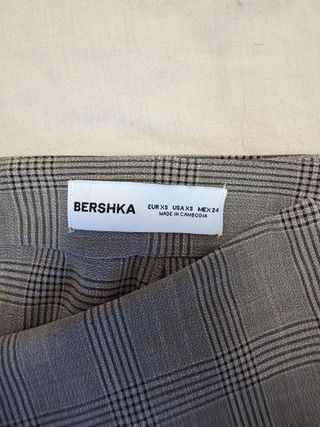 BERSHKA
EUR XS USA XS MEX 24
MADE IN CAMBODIA